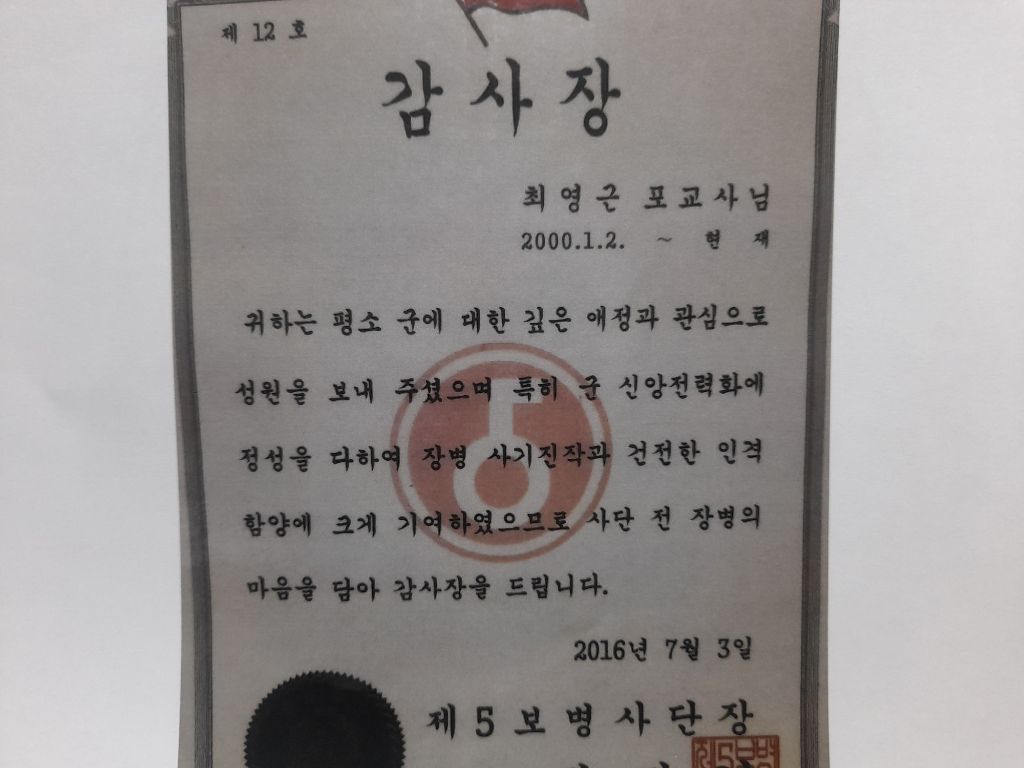 제 12 호
감사장
최영근 포교사님
2000.1.2. ~ 현 재
귀하는 평소 군에 대한 깊은 애정과 관심으로
성원을 보내 주셨으며 특히 군 신앙전력화에
정성을 다하여 장병 사기진작과 건전한 인격
함양에 크게 기여하였으므로 사단 전 장병의
마음을 담아 감사장을 드립니다.
2016년 7월 3일
제5보병사단장